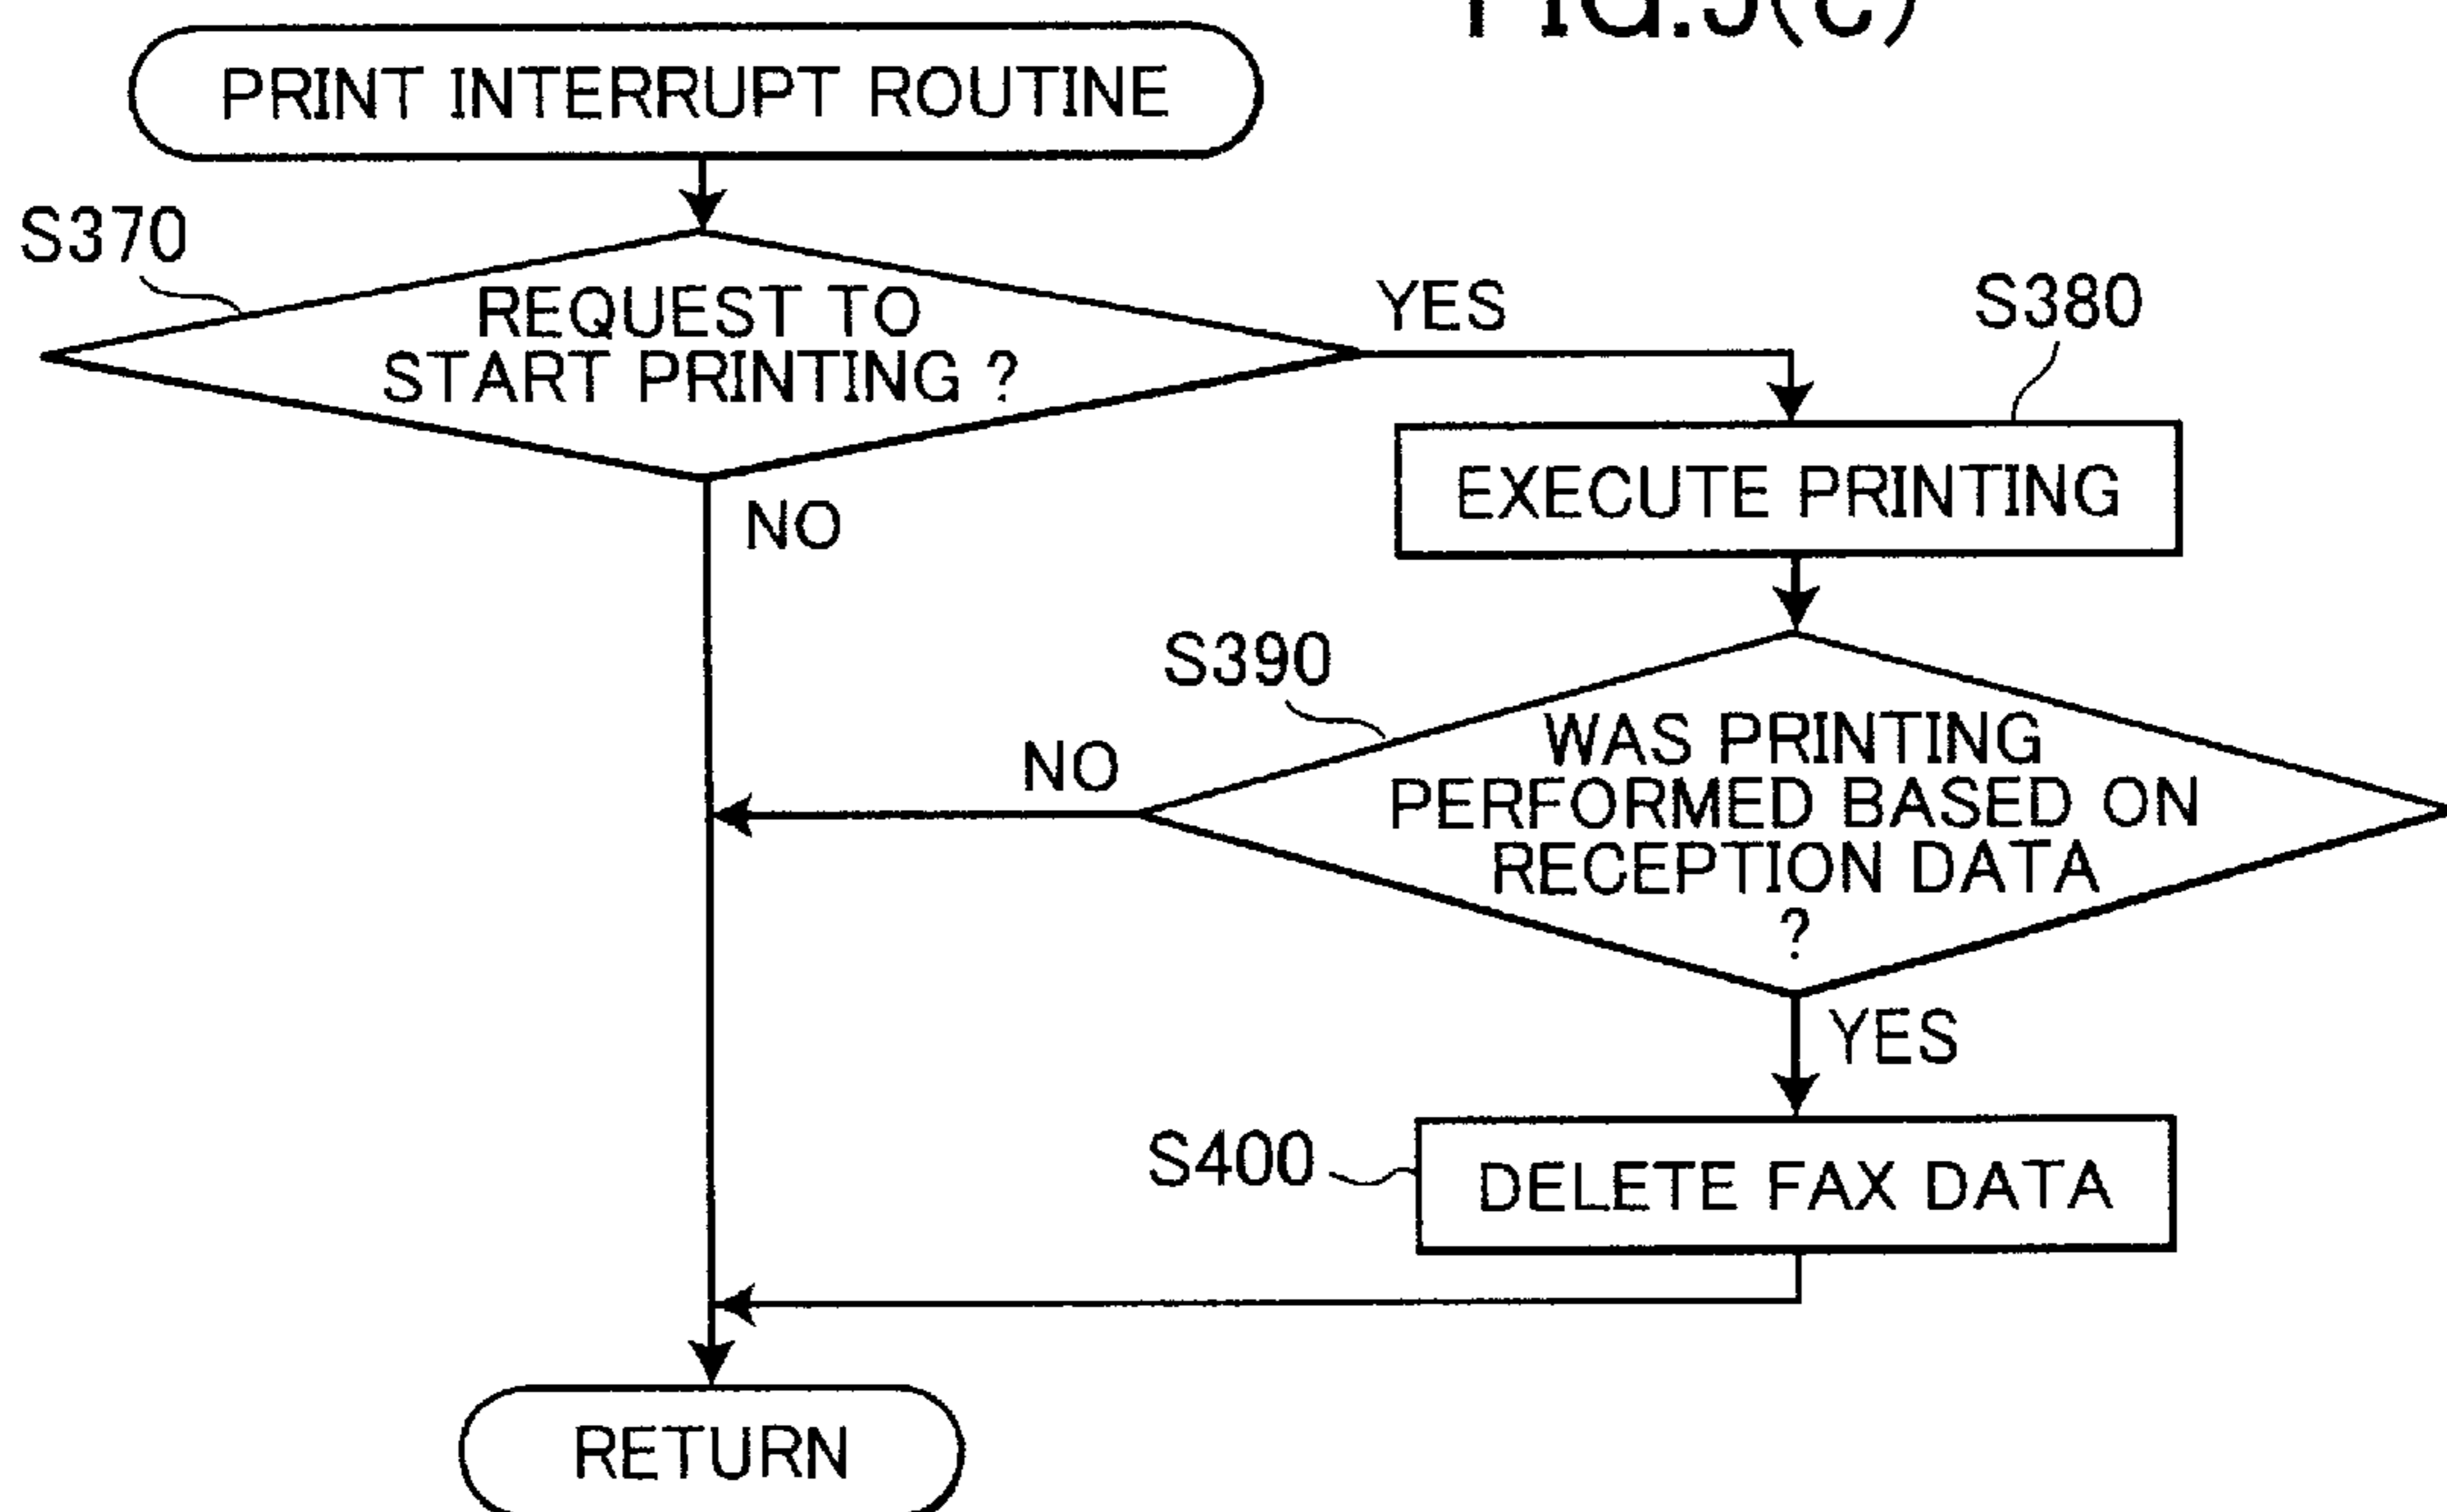 PRINT INTERRUPT ROUTINE
S370
REQUEST TO
START PRINTING ?
YES
S380
EXECUTE PRINTING
NO
S390
WAS PRINTING
PERFORMED BASED ON
RECEPTION DATA
?
NO
YES
S400
DELETE FAX DATA
RETURN